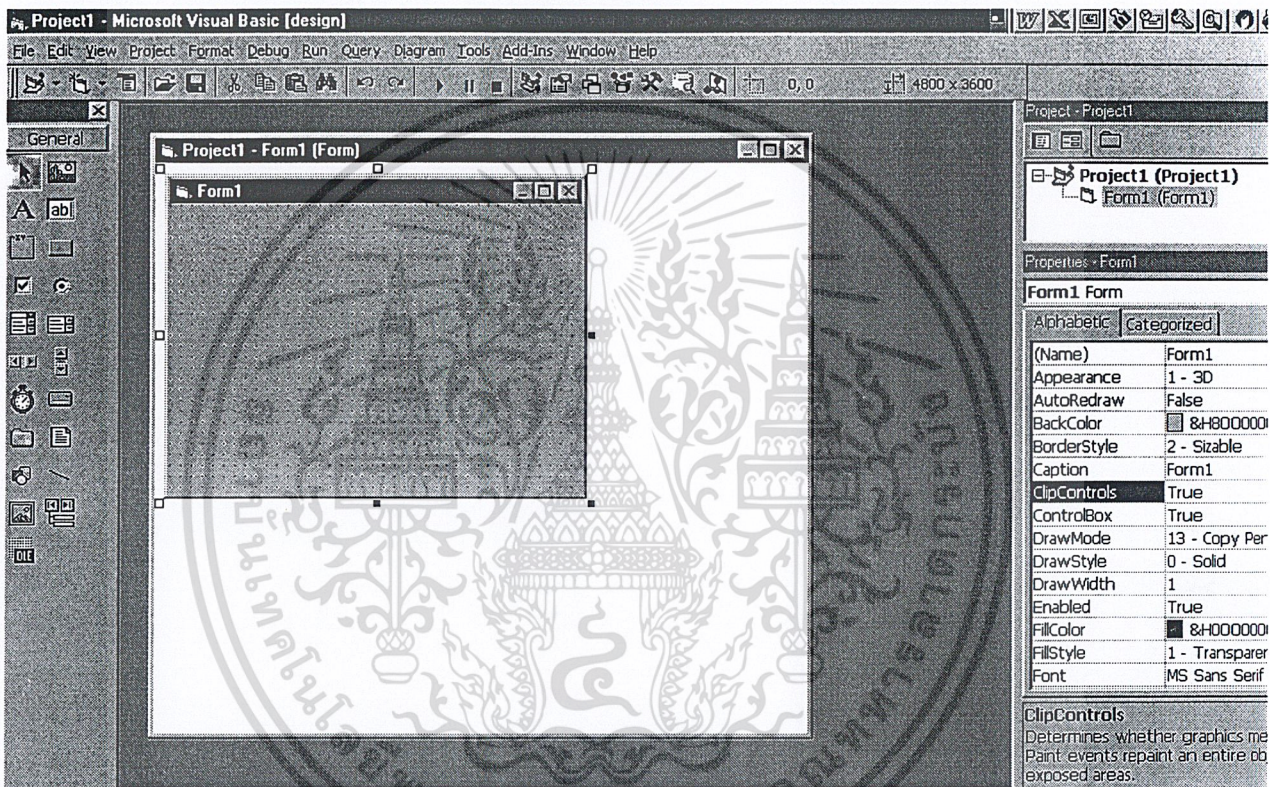 Project1 - Microsoft Visual Basic [design]
File Edit View Project Format Debug Run Query Diagram Tools Add-Ins Window Help
0, 0
4800 x 3600
General
A
ab
XV
OLE
Project1 - Form1 (Form)
Form1
Project - Project1
Project1 (Project1)
Form1 (Form1)
Properties - Form1
Form1 Form
Alphabetic Categorized
(Name) Form1
Appearance 1 - 3D
AutoRedraw False
BackColor &H800000
BorderStyle 2 - Sizable
Caption Form1
ClipControls True
ControlBox True
DrawMode 13 - Copy Per
DrawStyle 0 - Solid
DrawWidth 1
Enabled True
FillColor &H000000
FillStyle 1 - Transparer
Font MS Sans Serif
ClipControls
Determines whether graphics me
Paint events repaint an entire ob
exposed areas.